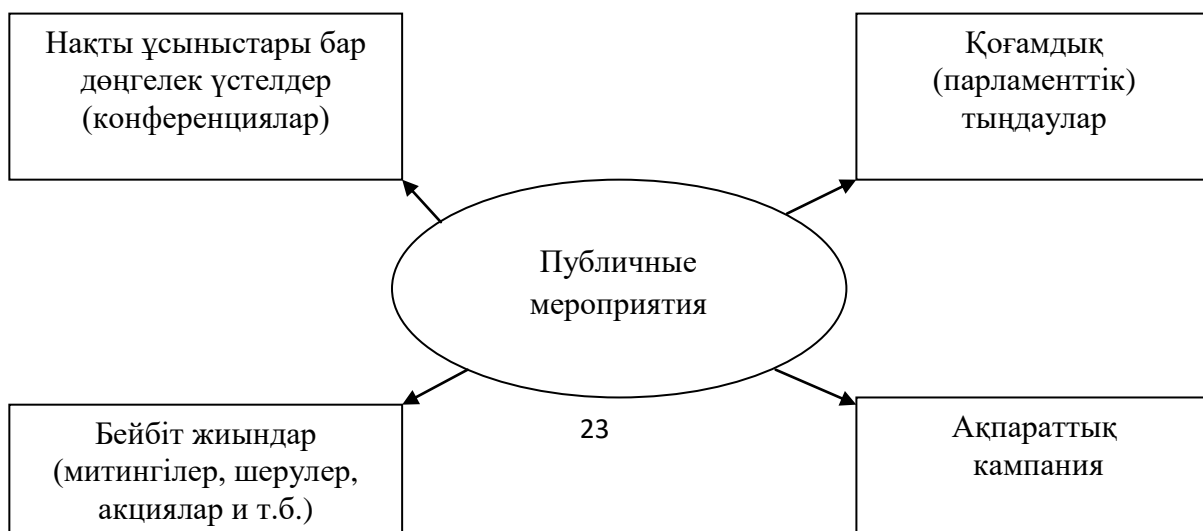 Нақты ұсыныстары бар
дөңгелек үстелдер
(конференциялар)
Қоғамдық
(парламенттік)
тыңдаулар
Публичные
мероприятия
Бейбіт жиындар
(митингілер, шерулер,
акциялар и т.б.)
23
Ақпараттық
кампания